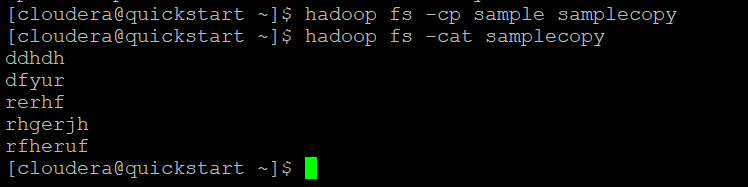 [cloudera@quickstart ~]$ hadoop fs -cp sample samplecopy
[cloudera@quickstart ~]$ hadoop fs -cat samplecopy
ddhdh
dfyur
rerhf
rhgerjh
rfheruf
[cloudera@quickstart ~]$